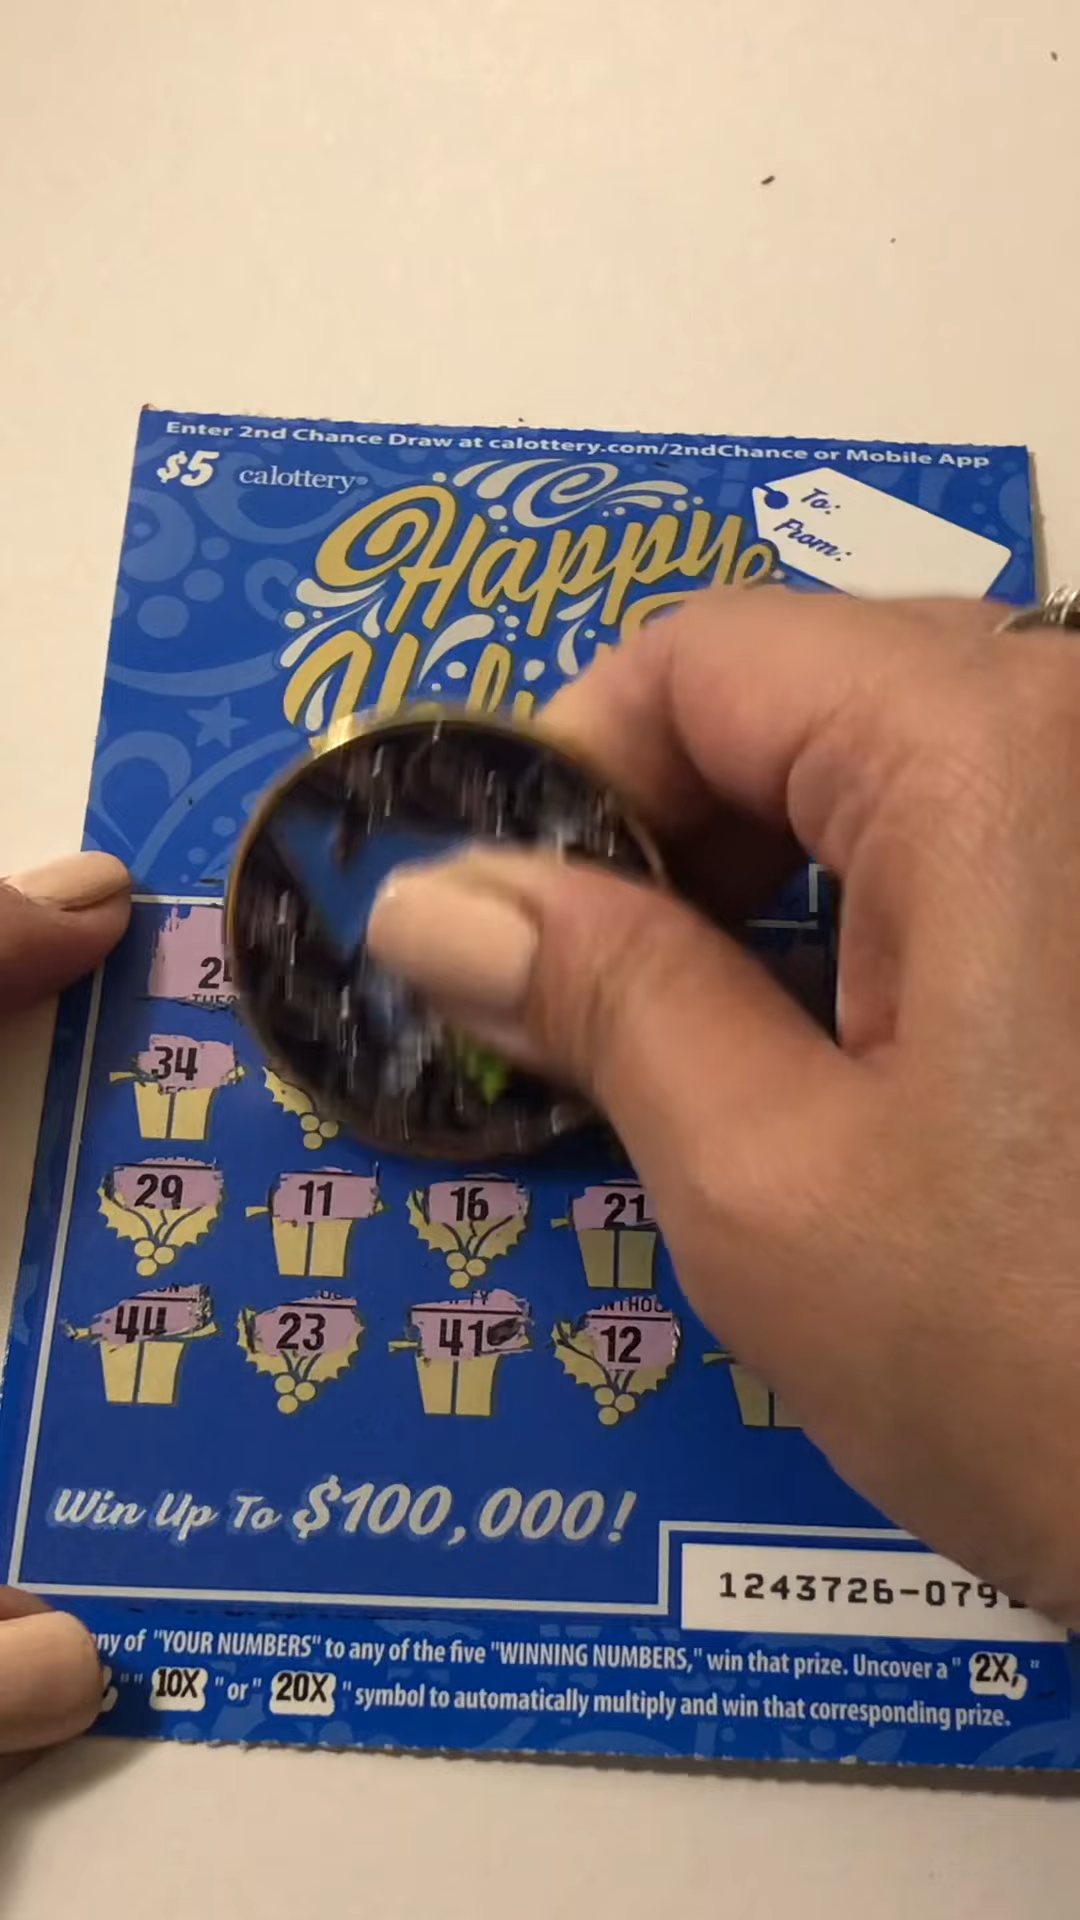 Enter 2nd Chance Draw at calottery.com/2ndChance or Mobile App
$5 calottery
To:
From:
Happy
34
29 11 16 21
44 23 41 12
Win Up To $100,000!
1243726-079
any of "YOUR NUMBERS" to any of the five "WINNING NUMBERS," win that prize. Uncover a "2X,"
" "10X" or "20X" symbol to automatically multiply and win that corresponding prize.